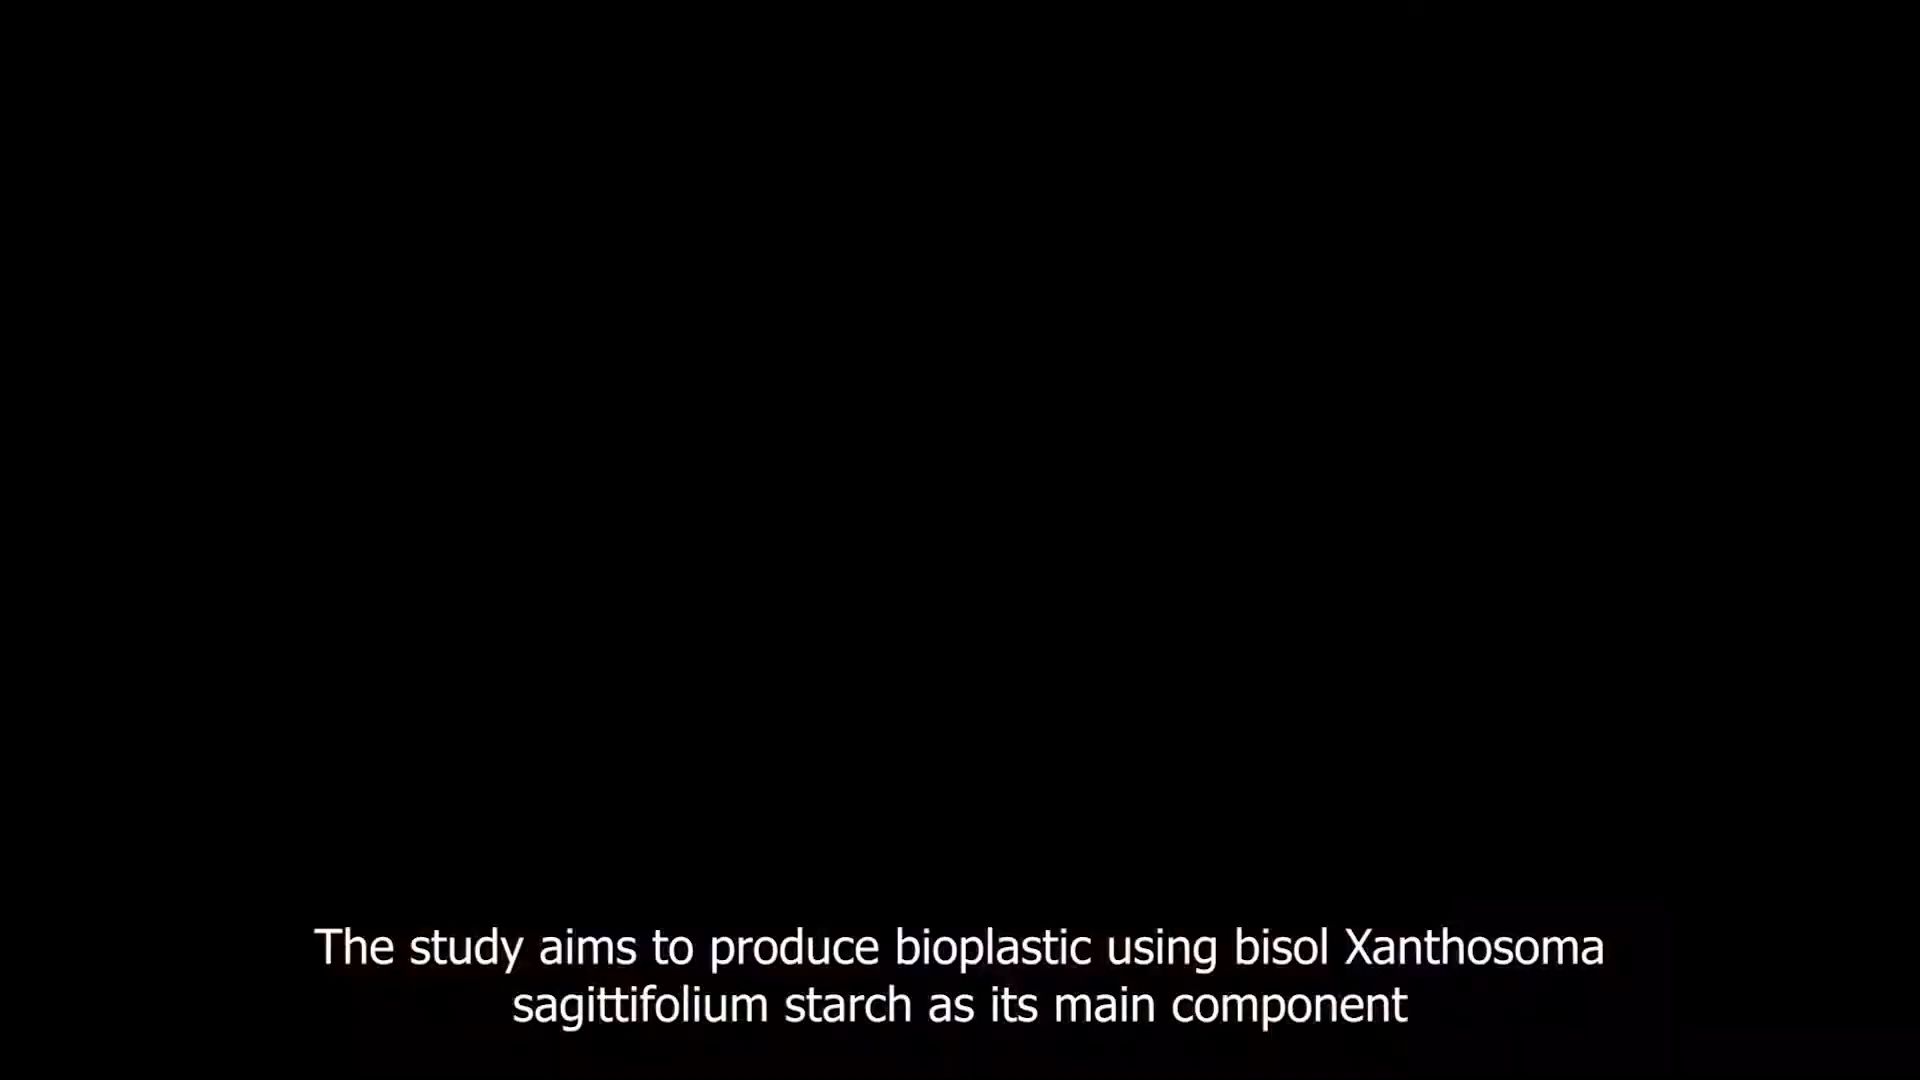 The study aims to produce bioplastic using bisol Xanthosoma
sagittifolium starch as its main component